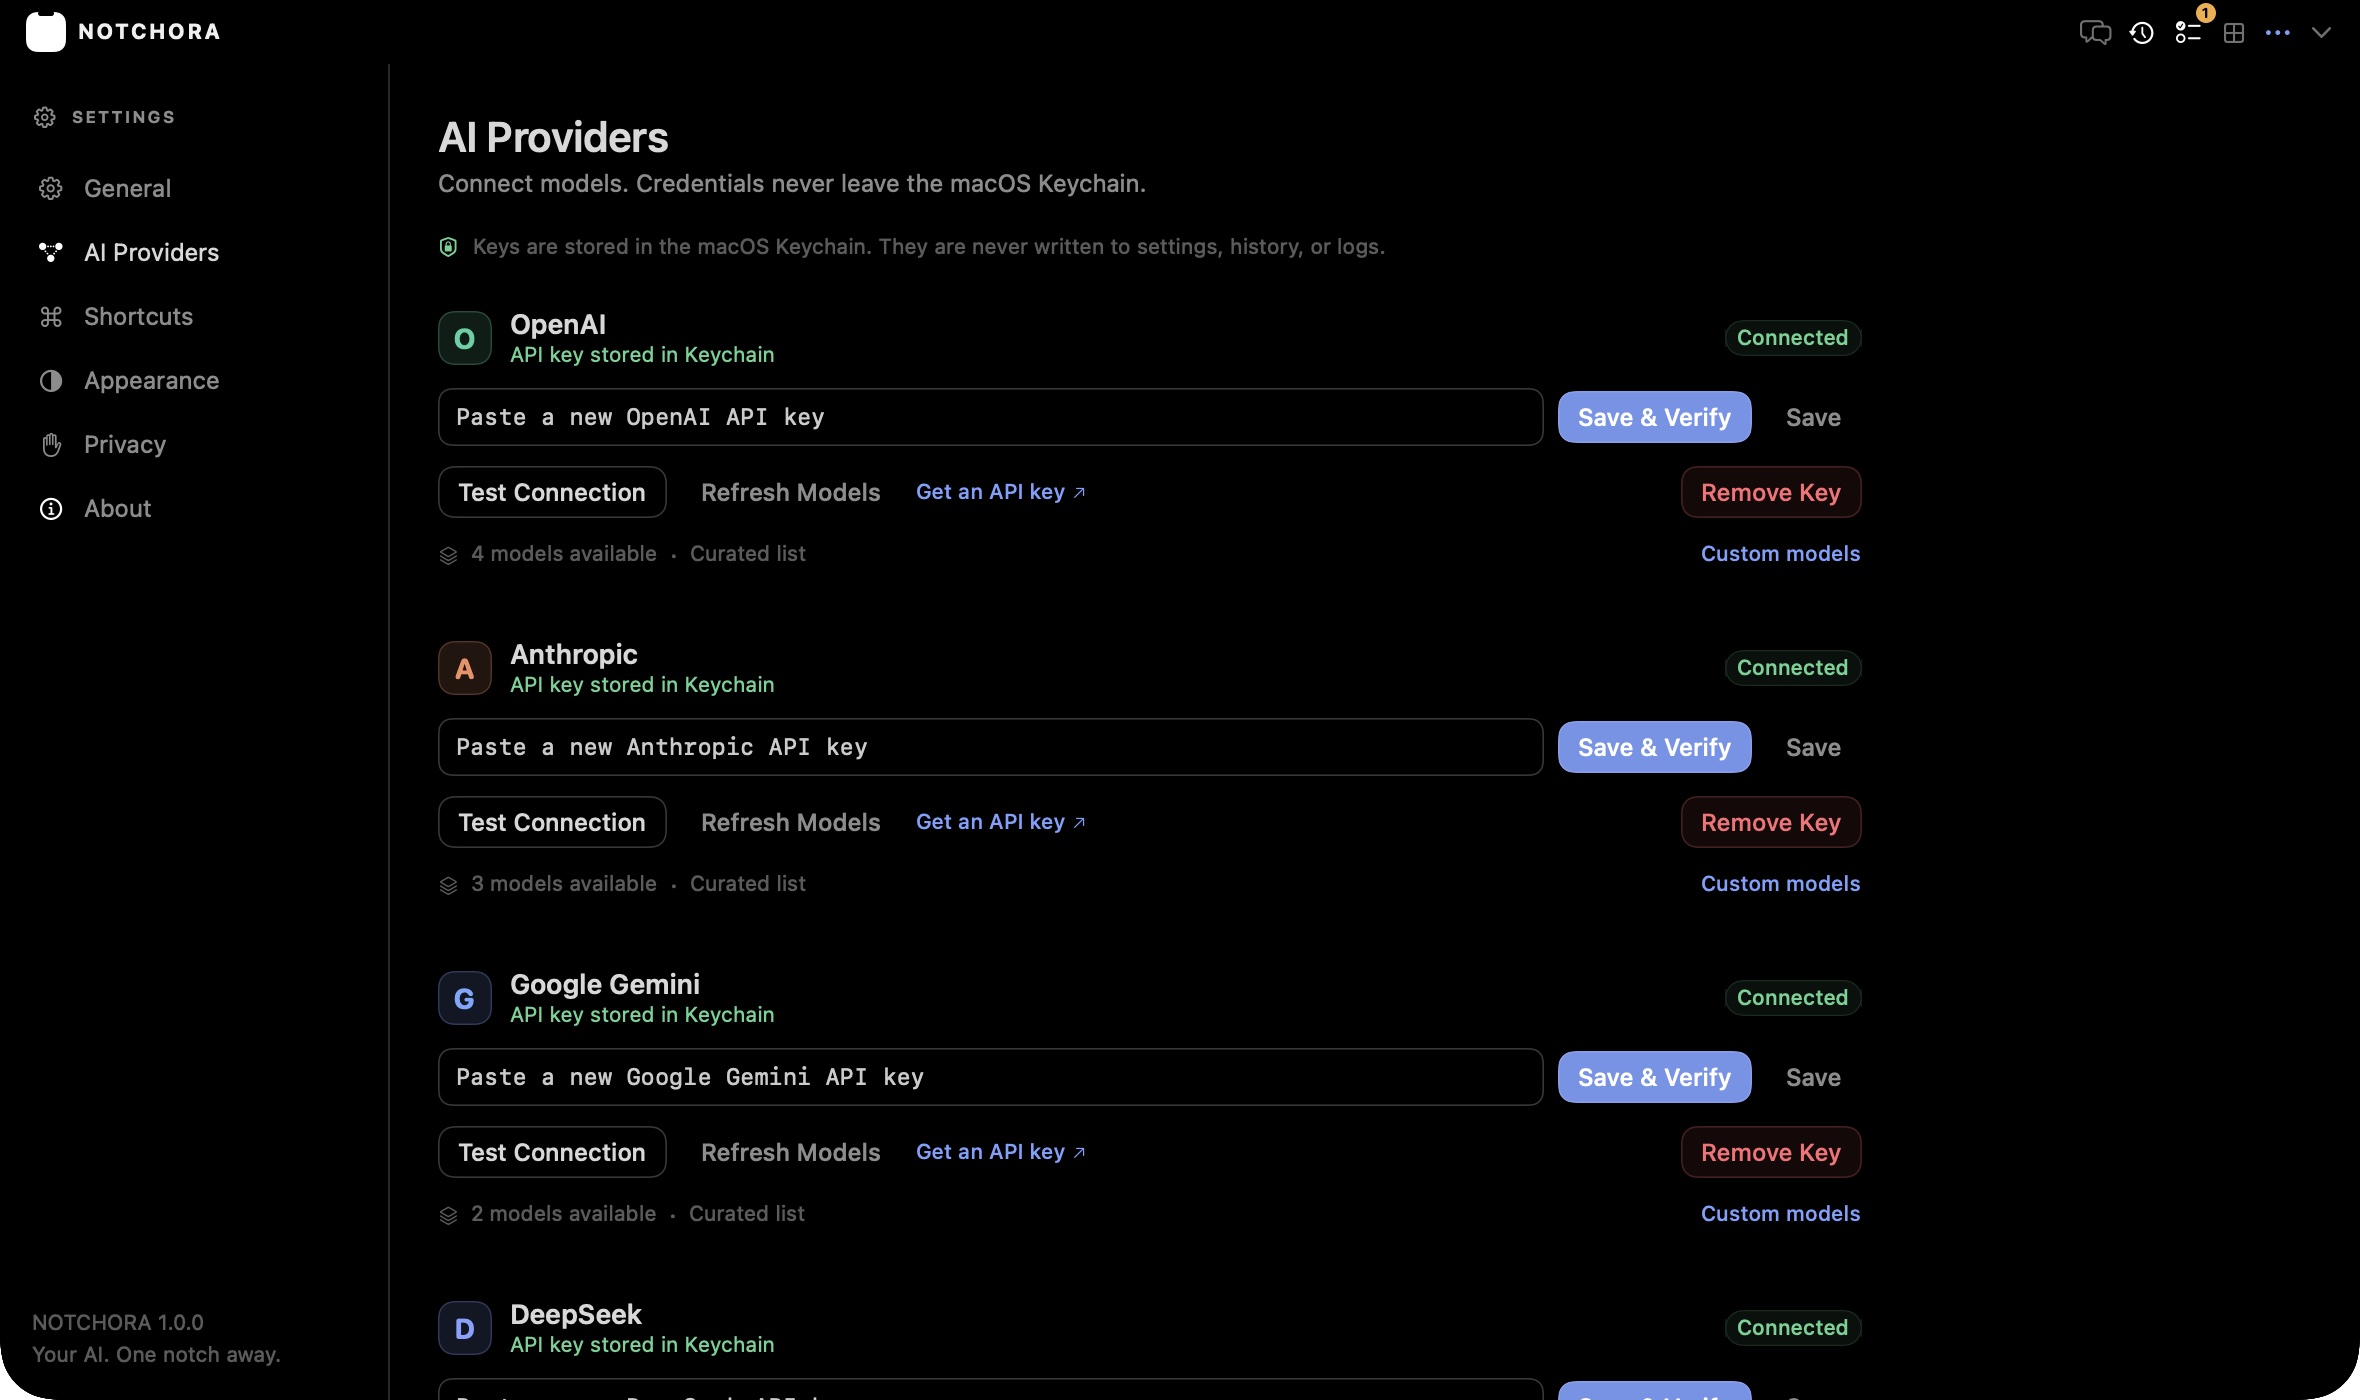 NOTCHORA
1
SETTINGS
General
AI Providers
Shortcuts
Appearance
Privacy
About
NOTCHORA 1.0.0
Your AI. One notch away.
AI Providers
Connect models. Credentials never leave the macOS Keychain.
Keys are stored in the macOS Keychain. They are never written to settings, history, or logs.
O OpenAI Connected
API key stored in Keychain
Paste a new OpenAI API key Save & Verify Save
Test Connection Refresh Models Get an API key ↗ Remove Key
4 models available · Curated list Custom models
A Anthropic Connected
API key stored in Keychain
Paste a new Anthropic API key Save & Verify Save
Test Connection Refresh Models Get an API key ↗ Remove Key
3 models available · Curated list Custom models
G Google Gemini Connected
API key stored in Keychain
Paste a new Google Gemini API key Save & Verify Save
Test Connection Refresh Models Get an API key ↗ Remove Key
2 models available · Curated list Custom models
D DeepSeek Connected
API key stored in Keychain